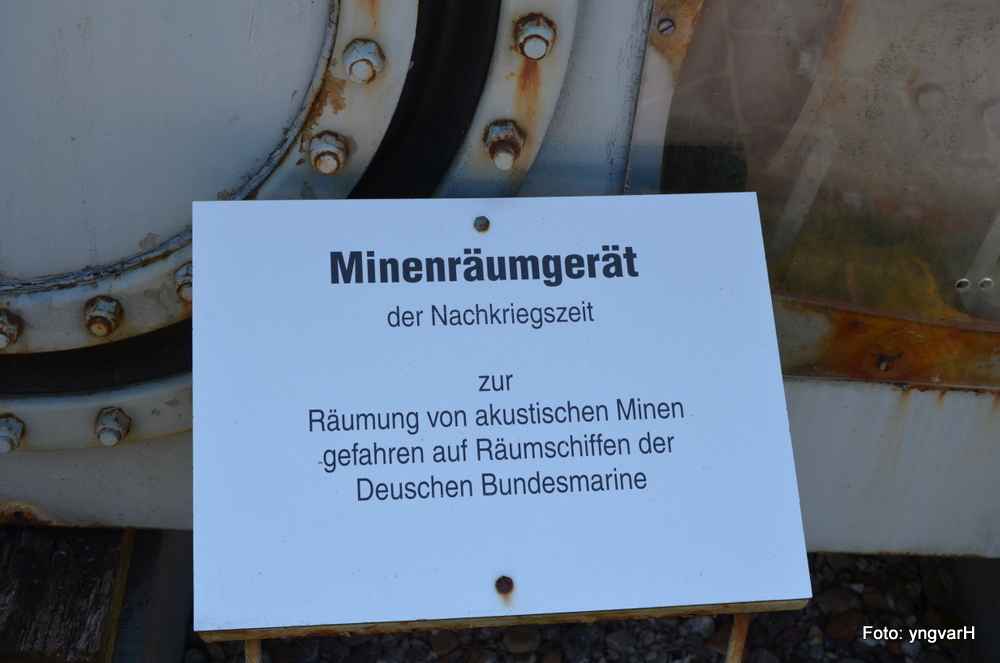 Minenräumgerät
der Nachkriegszeit
zur
Räumung von akustischen Minen
gefahren auf Räumschiffen der
Deuschen Bundesmarine
Foto: yngvarH